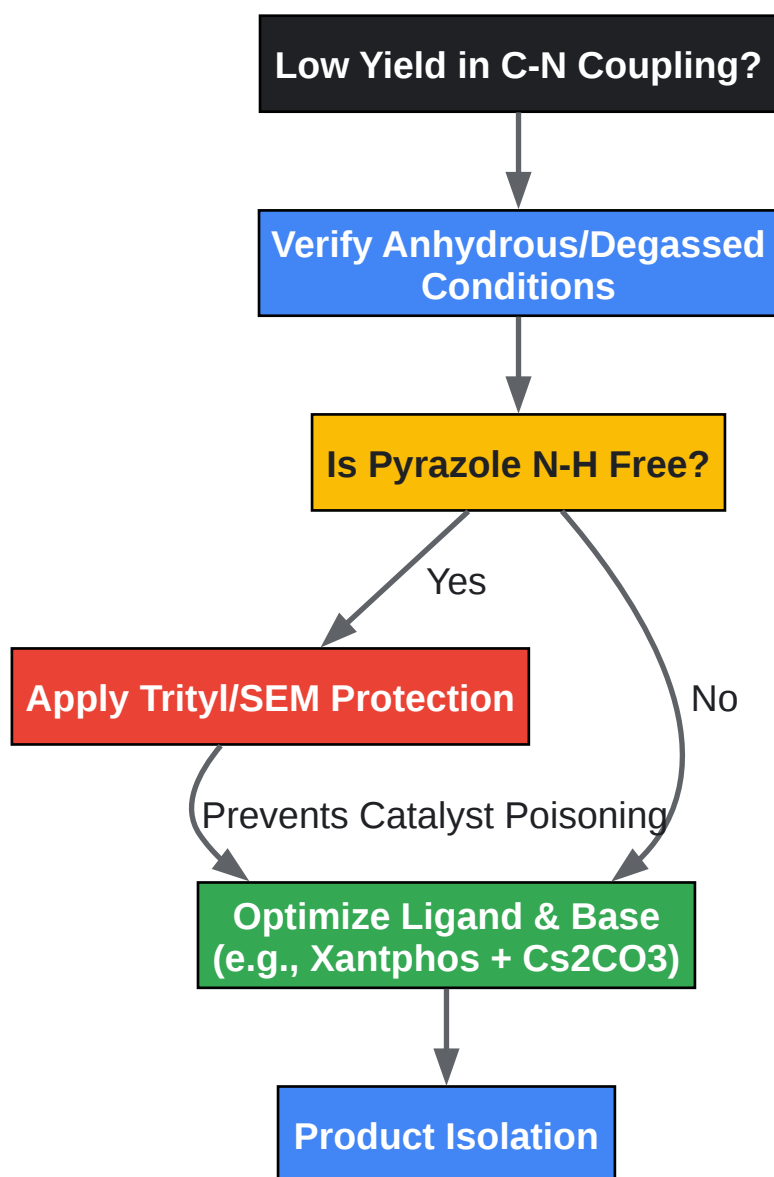 Low Yield in C-N Coupling?
Verify Anhydrous/Degassed
Conditions
Is Pyrazole N-H Free?
Yes
Apply Trityl/SEM Protection
No
Prevents Catalyst Poisoning
Optimize Ligand & Base
(e.g., Xantphos + Cs2CO3)
Product Isolation